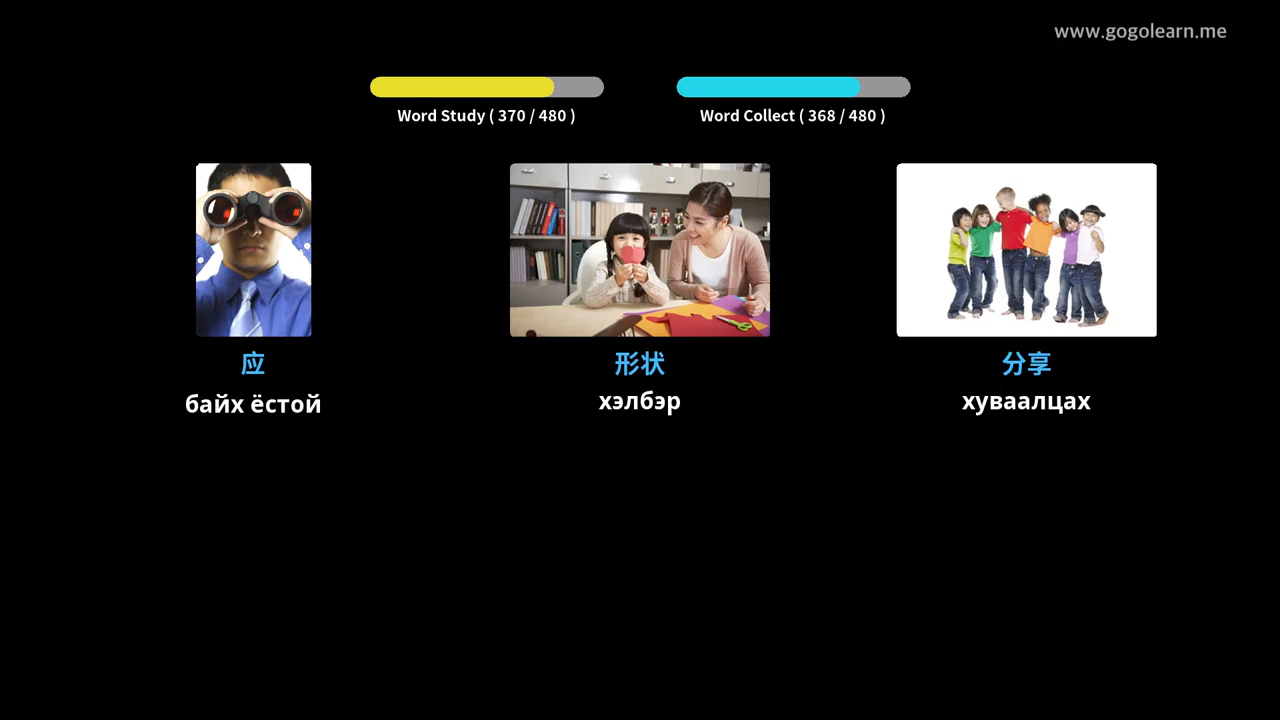 www.gogolearn.me
Word Study ( 370 / 480 )
Word Collect ( 368 / 480 )
应
байх ёстой
形状
хэлбэр
分享
хуваалцах